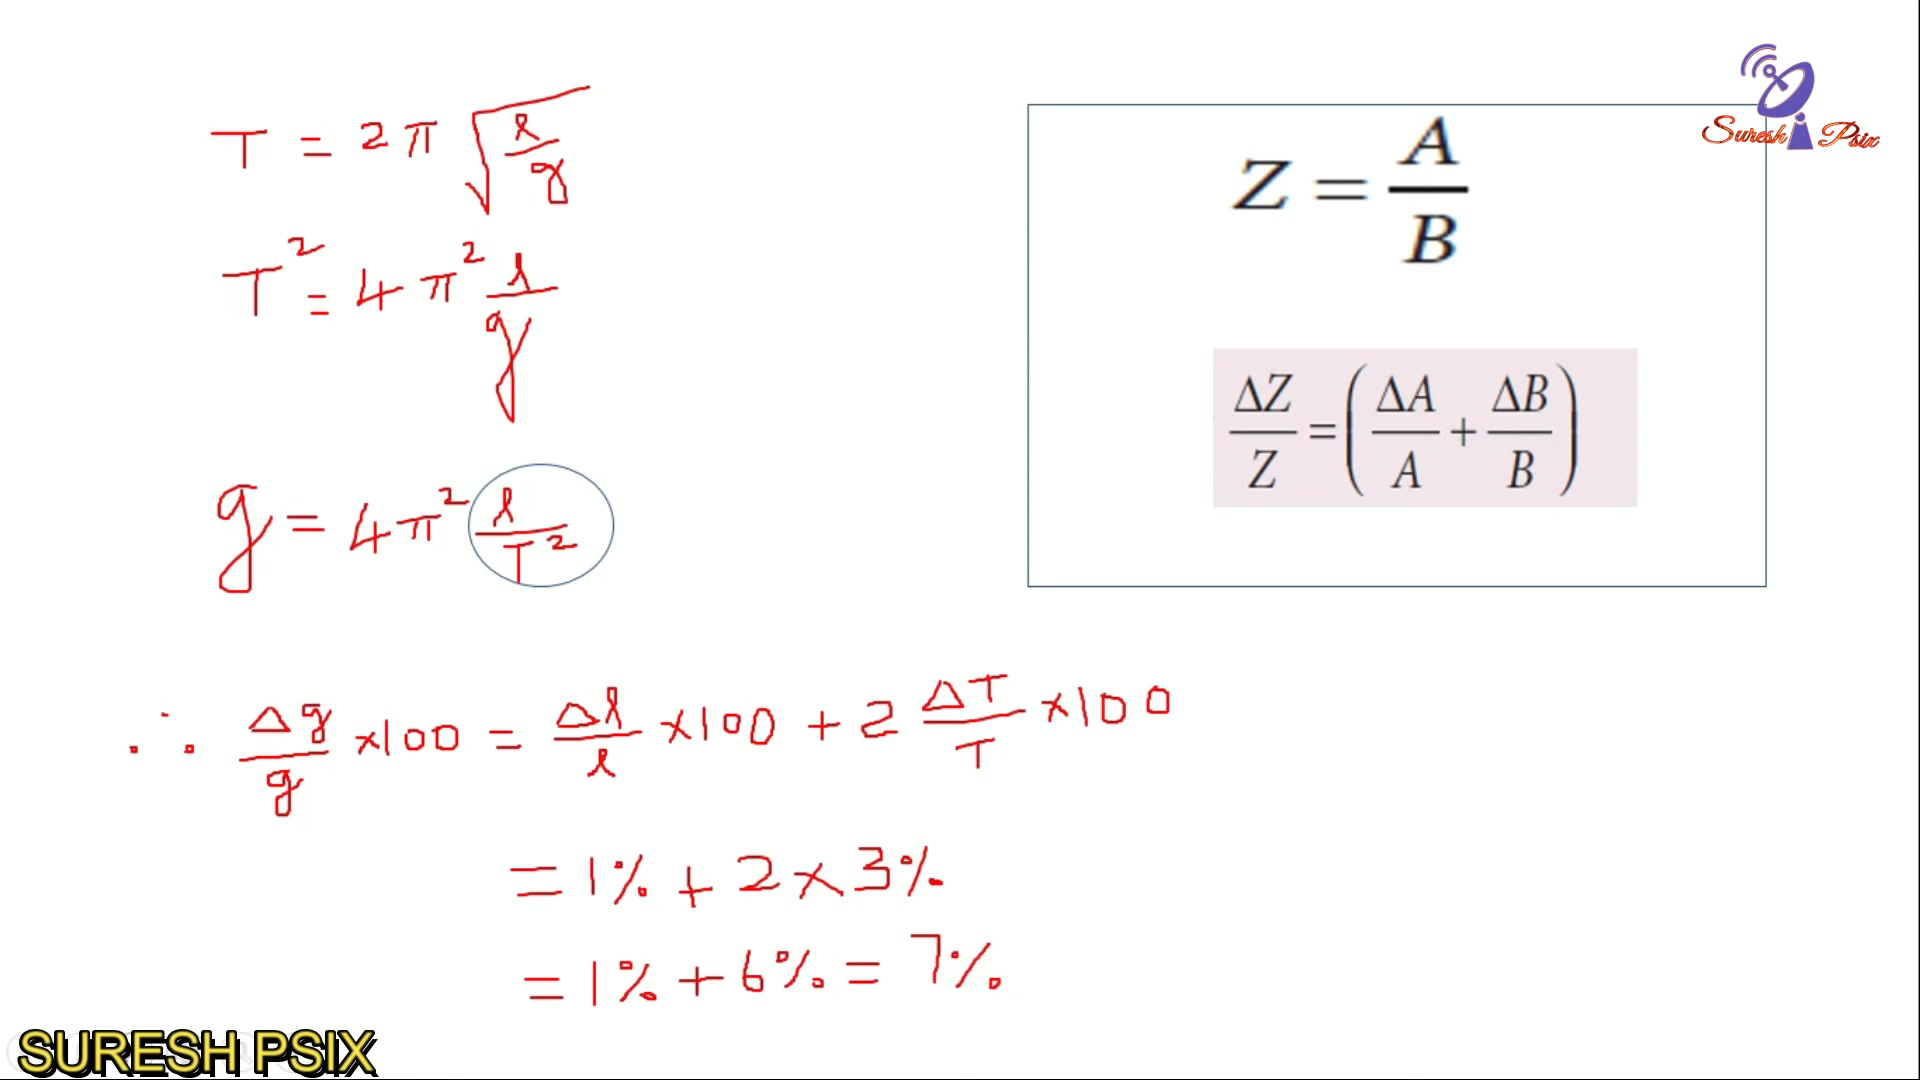 T = 2π √(l/g)
T² = 4π² l/g
g = 4π² l/T²
∴ Δg/g ×100 = Δl/l ×100 + 2 ΔT/T ×100
= 1% + 2 × 3%
= 1% + 6% = 7%
Z = A/B
ΔZ/Z = (ΔA/A + ΔB/B)
Suresh Psix
SURESH PSIX